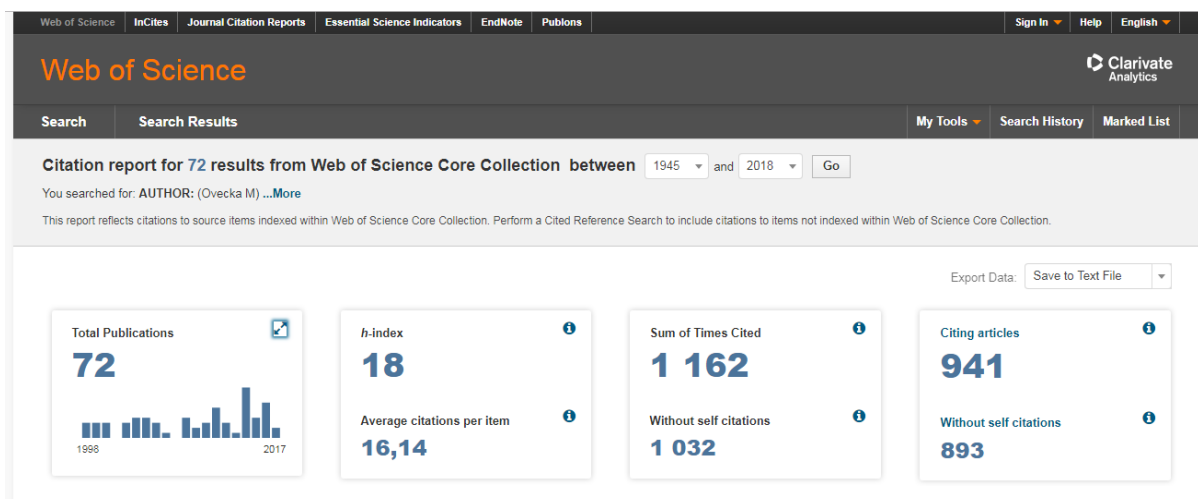 Web of Science InCites Journal Citation Reports Essential Science Indicators EndNote Publons Sign In Help English
Web of Science
Clarivate
Analytics
Search Search Results My Tools Search History Marked List
Citation report for 72 results from Web of Science Core Collection between 1945 and 2018 Go
You searched for: AUTHOR: (Ovecka M) ...More
This report reflects citations to source items indexed within Web of Science Core Collection. Perform a Cited Reference Search to include citations to items not indexed within Web of Science Core Collection.
Export Data: Save to Text File
Total Publications
72
1998 2017
h-index
18
Average citations per item
16,14
Sum of Times Cited
1 162
Without self citations
1 032
Citing articles
941
Without self citations
893